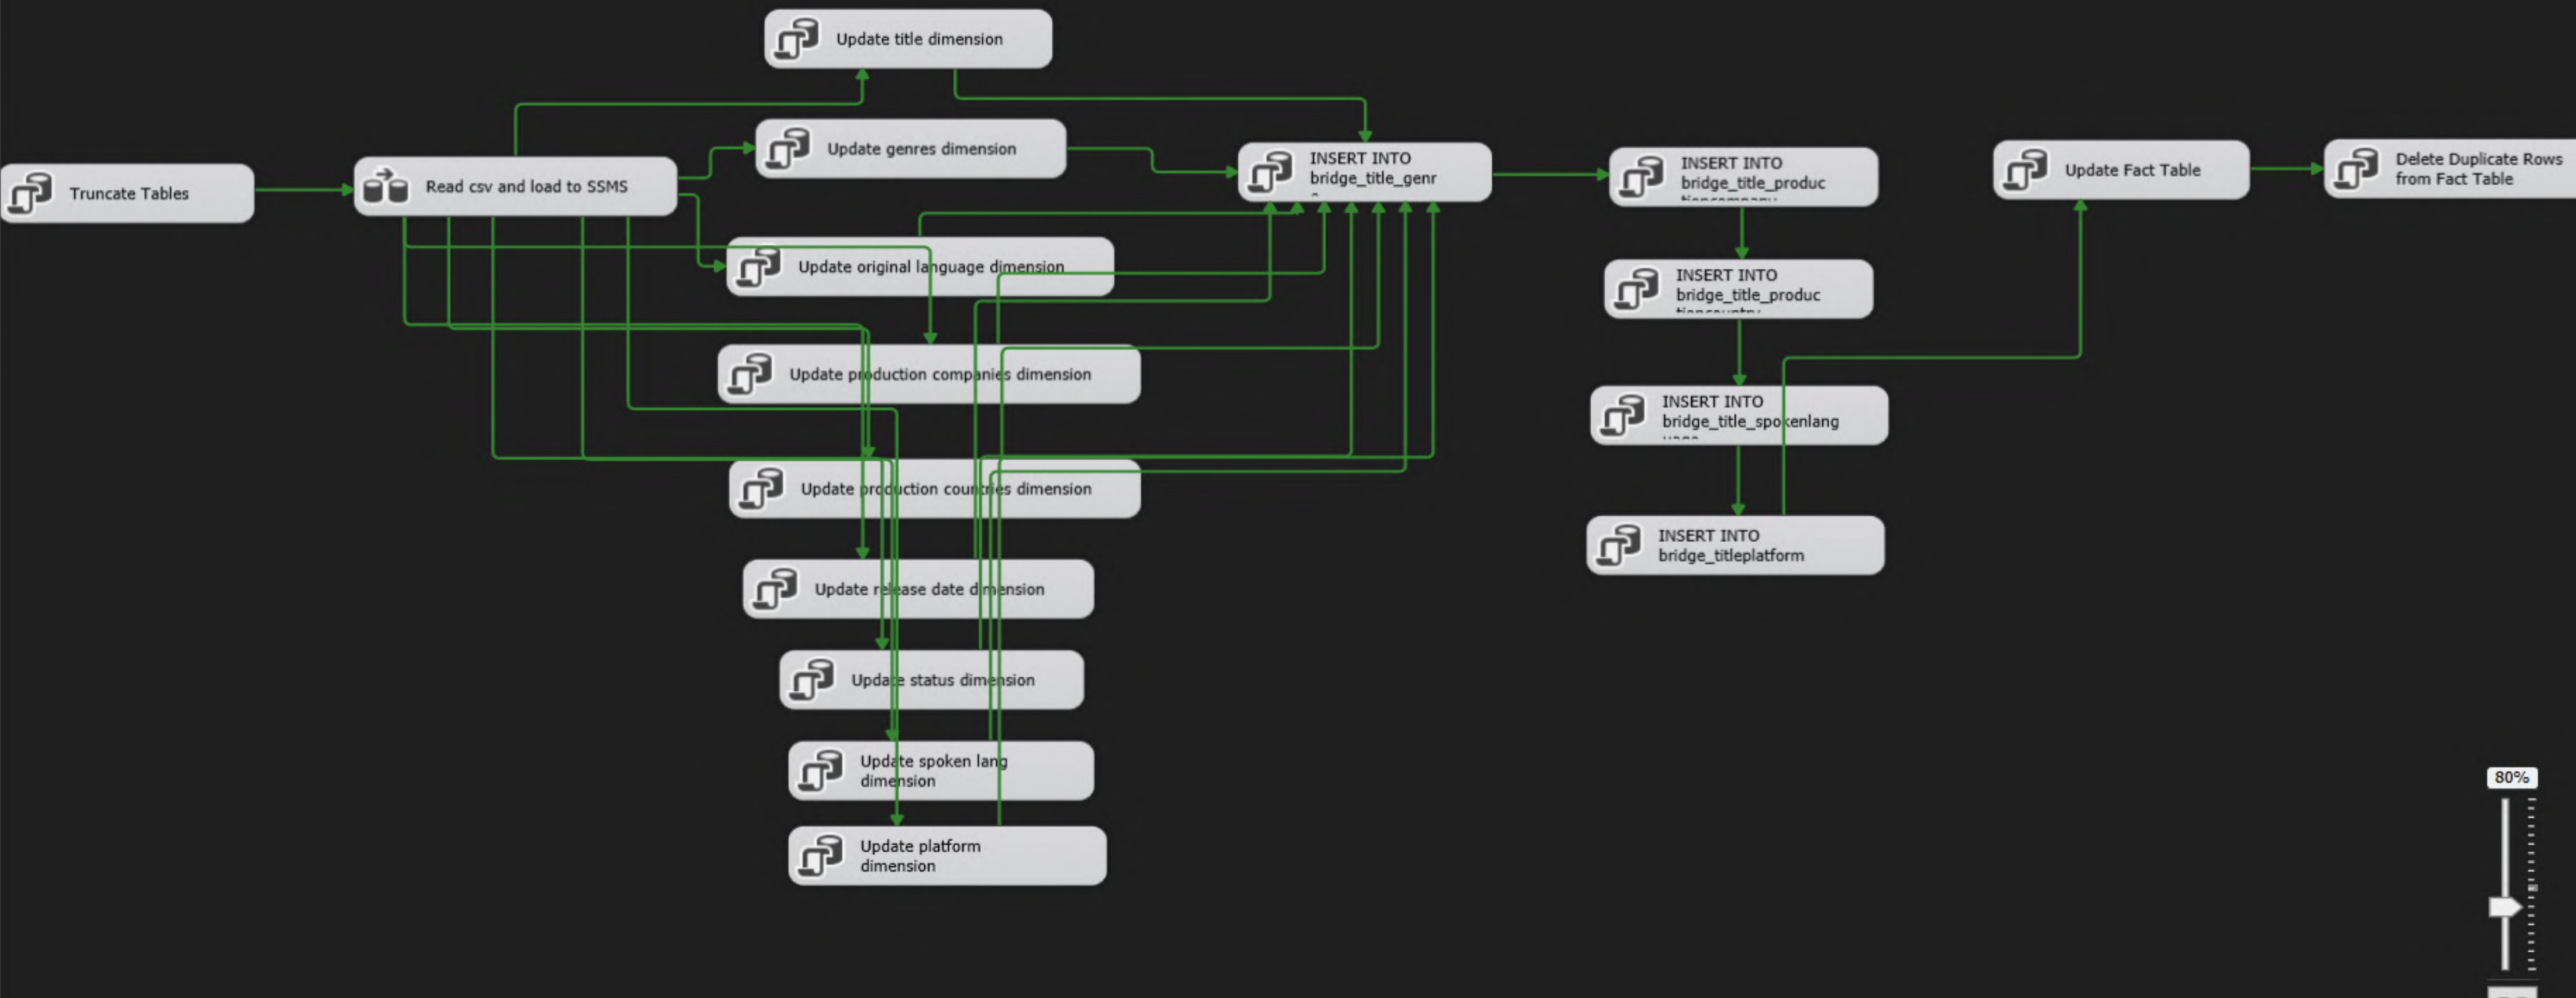 Update title dimension
Update genres dimension
Truncate Tables
Read csv and load to SSMS
INSERT INTO
bridge_title_genr
INSERT INTO
bridge_title_produc
tioncompany
Update Fact Table
Delete Duplicate Rows
from Fact Table
Update original language dimension
INSERT INTO
bridge_title_produc
tioncountry
Update production companies dimension
INSERT INTO
bridge_title_spokenlang
uage
Update production countries dimension
INSERT INTO
bridge_titleplatform
Update release date dimension
Update status dimension
Update spoken lang
dimension
Update platform
dimension
80%